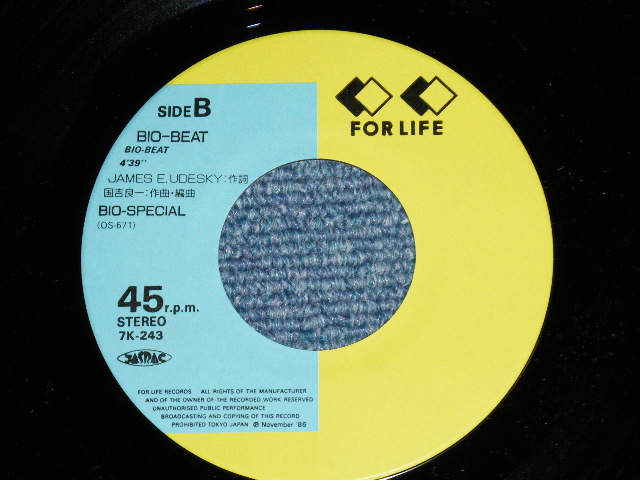 SIDE B
BIO-BEAT
BIO-BEAT
4'39''
JAMES E. UDESKY:作詞
国吉良一:作曲・編曲
BIO-SPECIAL
(OS-671)
45 r.p.m.
STEREO
7K-243
JASRAC
FOR LIFE RECORDS ALL RIGHTS OF THE MANUFACTURER
AND OF THE OWNER OF THE RECORDED WORK RESERVED
UNAUTHORISED PUBLIC PERFORMANCE
BROADCASTING AND COPYING OF THIS RECORD
PROHIBITED TOKYO JAPAN Ⓟ November '86
FOR LIFE